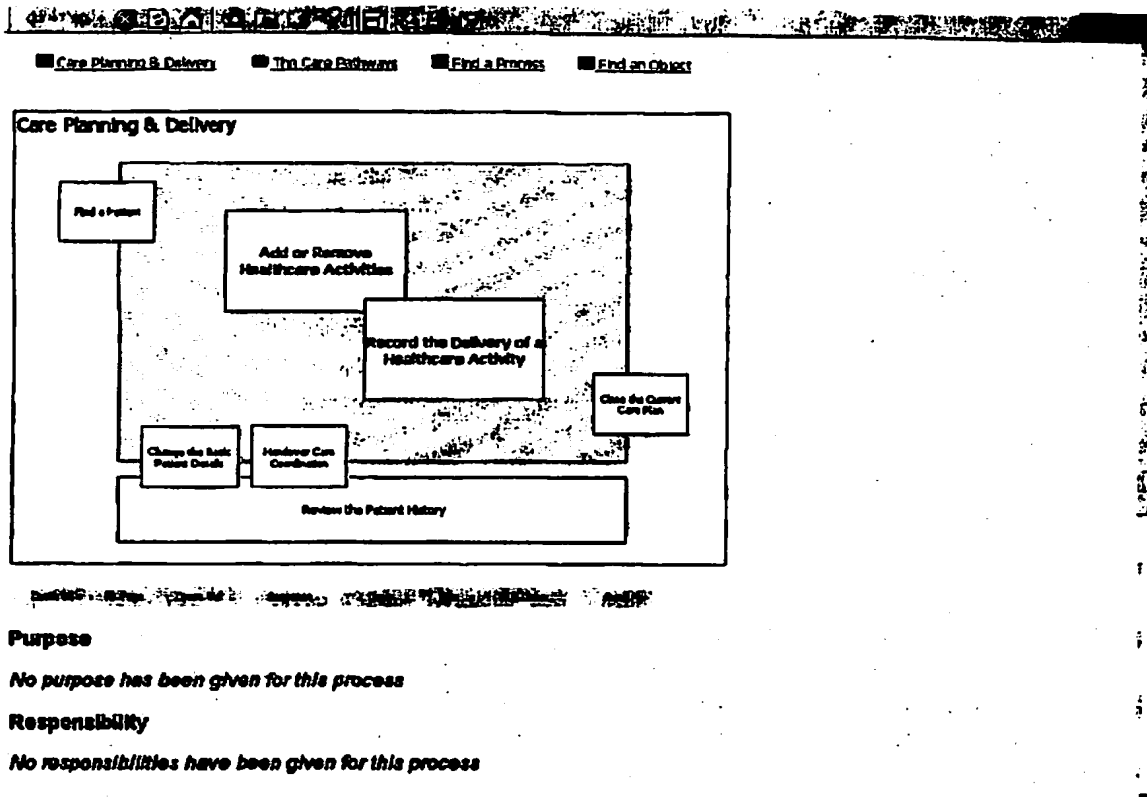 Care Planning & Delivery The Care Pathways Find a Process Find an Object
Care Planning & Delivery
Find a Patient
Add or Remove
Healthcare Activities
Record the Delivery of a
Healthcare Activity
Close the Current
Care Plan
Change the Basic
Patient Details
Handover Care
Coordination
Review the Patient History
Purpose
No purpose has been given for this process
Responsibility
No responsibilities have been given for this process